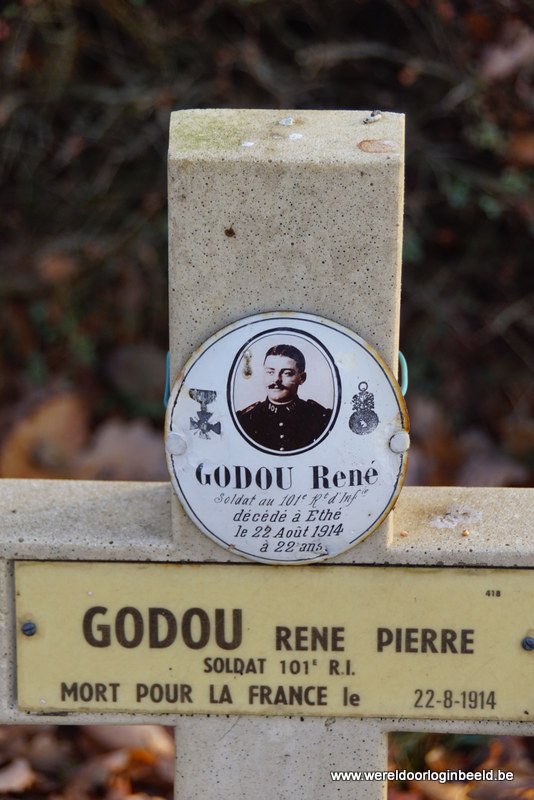 GODOU René
Soldat au 101e Rt d'Infrie
décédé à Ethé
le 22 Août 1914
à 22 ans.
418
GODOU RENE PIERRE
SOLDAT 101E R.I.
MORT POUR LA FRANCE le 22-8-1914
www.wereldoorloginbeeld.be